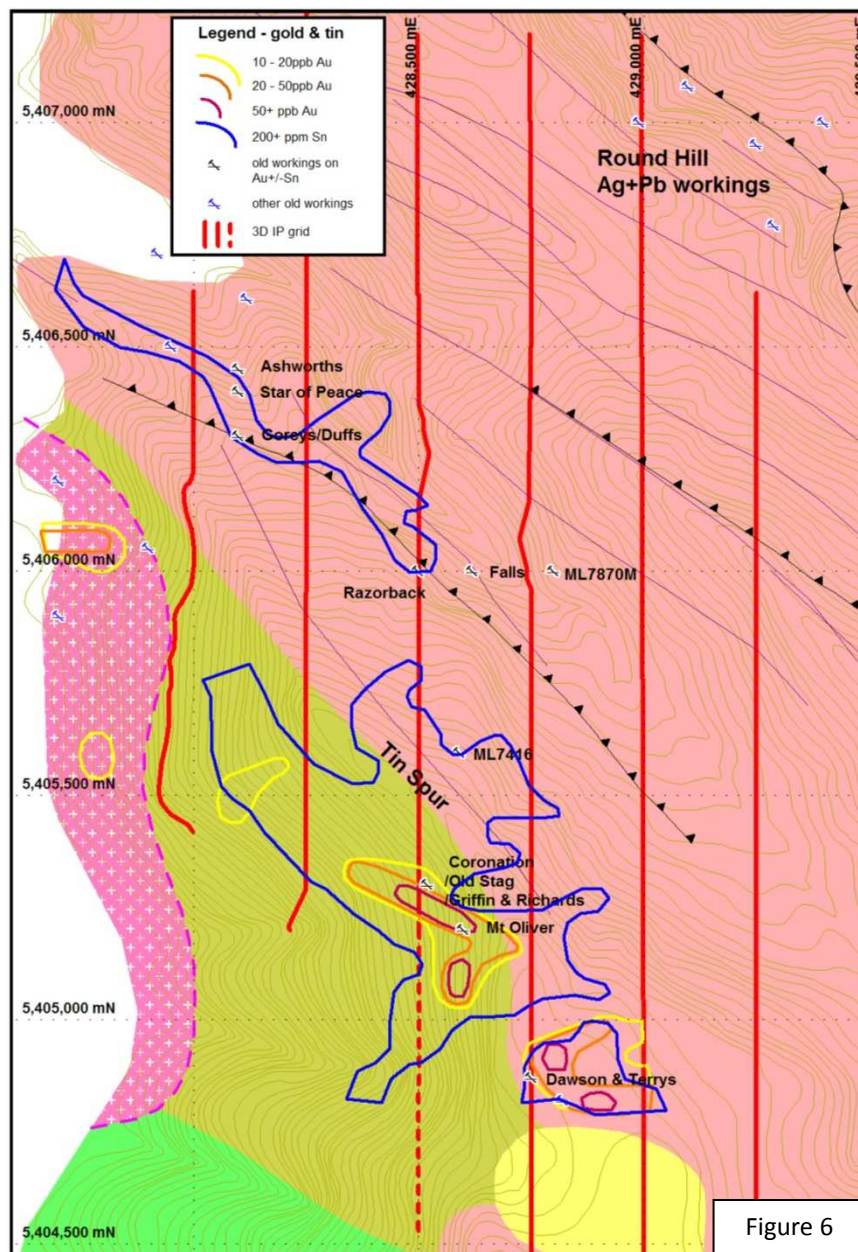 Legend - gold & tin
10 - 20ppb Au
20 - 50ppb Au
50+ ppb Au
200+ ppm Sn
old workings on
Au+/-Sn
other old workings
3D IP grid
428,500 mE
429,000 mE
5,407,000 mN
Round Hill
Ag+Pb workings
5,406,500 mN
Ashworths
Star of Peace
Goreys/Duffs
5,406,000 mN
Falls
ML7870M
Razorback
ML7416
Tin Spur
5,405,500 mN
Coronation
/Old Stag
/Griffin & Richards
Mt Oliver
5,405,000 mN
Dawson & Terrys
5,404,500 mN
Figure 6